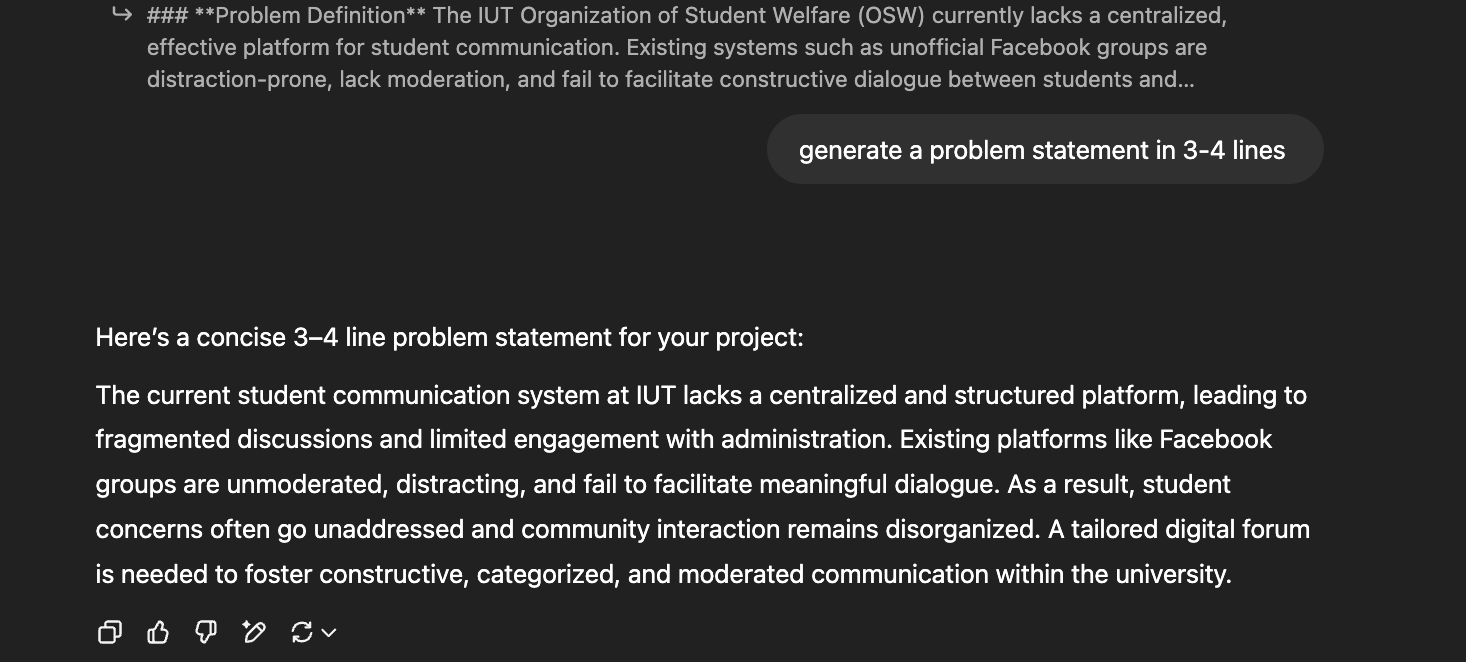 ### **Problem Definition** The IUT Organization of Student Welfare (OSW) currently lacks a centralized,
effective platform for student communication. Existing systems such as unofficial Facebook groups are
distraction-prone, lack moderation, and fail to facilitate constructive dialogue between students and...
generate a problem statement in 3-4 lines
Here’s a concise 3–4 line problem statement for your project:
The current student communication system at IUT lacks a centralized and structured platform, leading to
fragmented discussions and limited engagement with administration. Existing platforms like Facebook
groups are unmoderated, distracting, and fail to facilitate meaningful dialogue. As a result, student
concerns often go unaddressed and community interaction remains disorganized. A tailored digital forum
is needed to foster constructive, categorized, and moderated communication within the university.